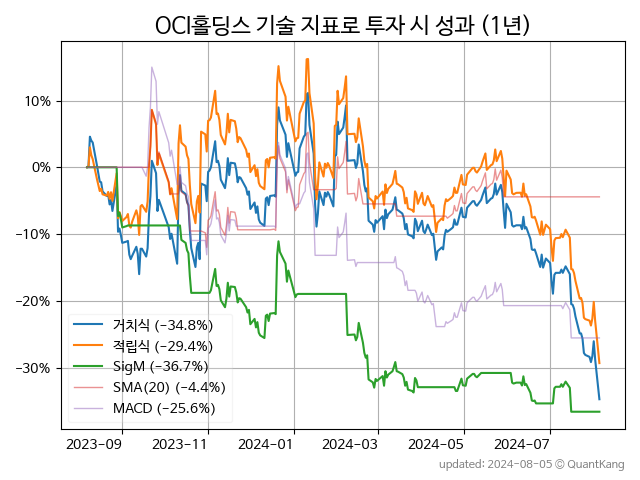 OCI홀딩스 기술 지표로 투자 시 성과 (1년)
10%
0%
−10%
−20%
−30%
거치식 (−34.8%)
적립식 (−29.4%)
SigM (−36.7%)
SMA(20) (−4.4%)
MACD (−25.6%)
2023-09 2023-11 2024-01 2024-03 2024-05 2024-07
updated: 2024-08-05 © QuantKang